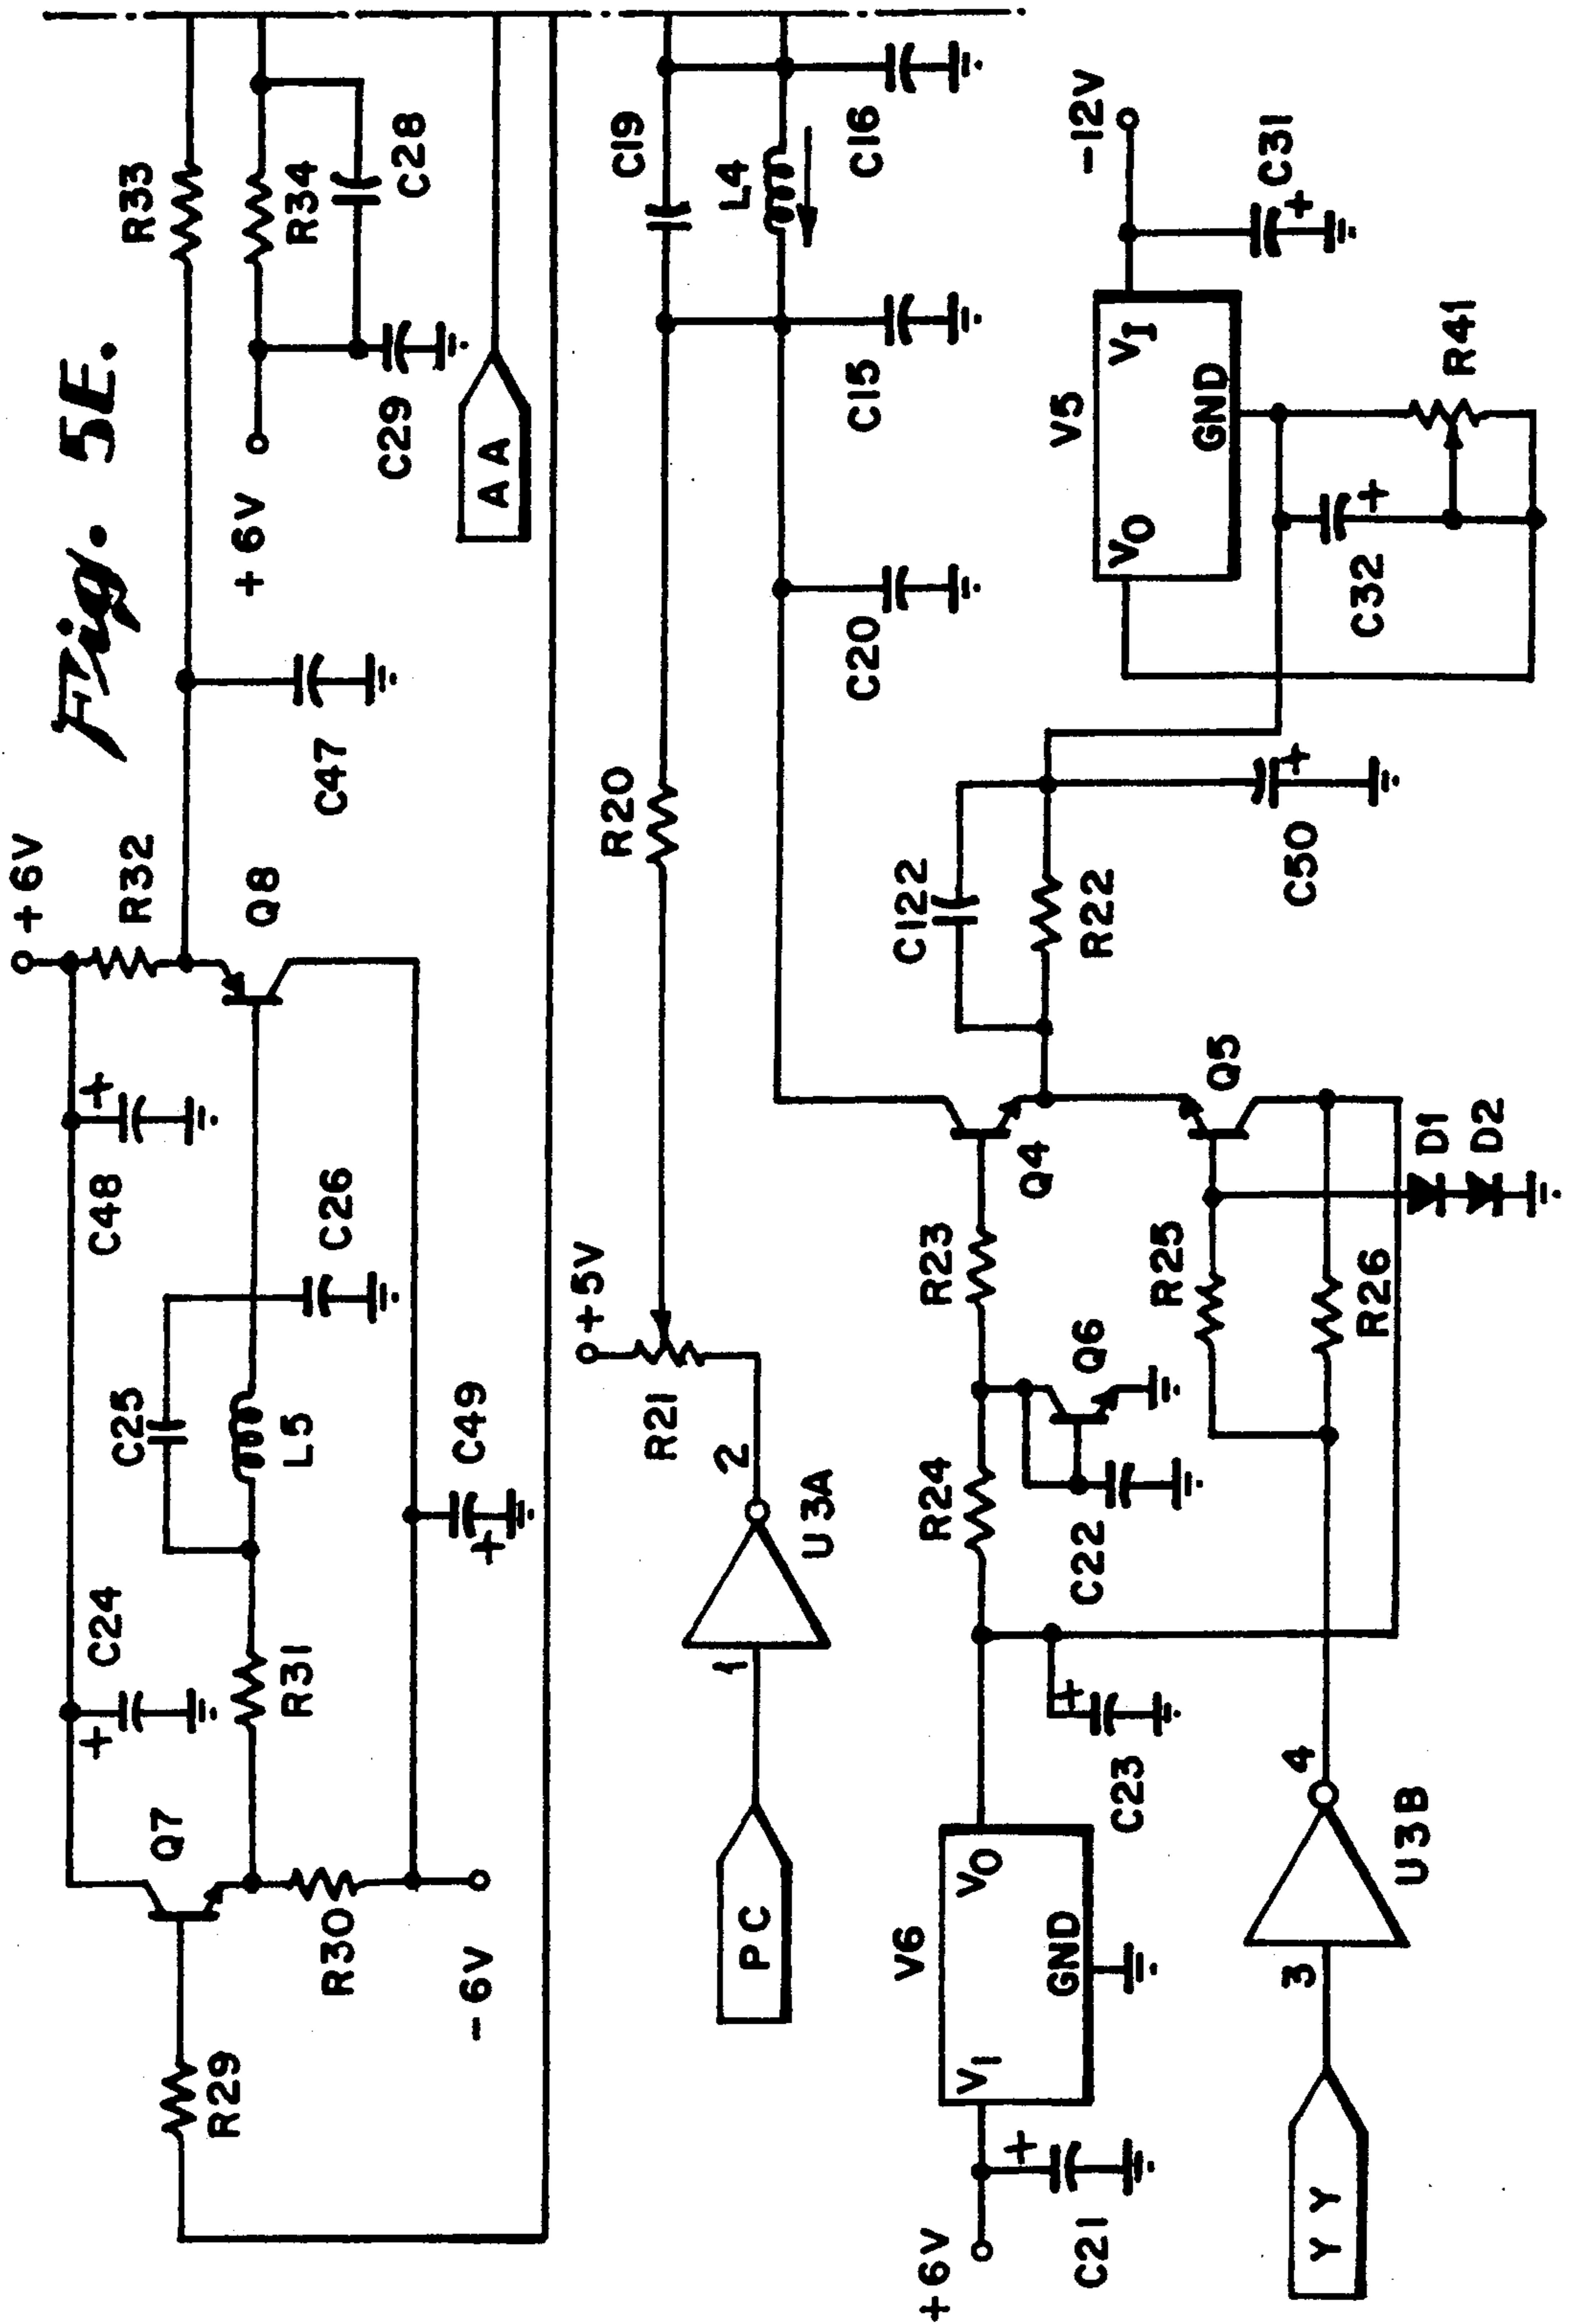 +6V
Fig. 5E.
C24
C48
C25
R32
R33
Q7
R29
R31
L5
Q8
R34
+6V
R30
C26
C47
C29
C28
-6V
C49
AA
+5V
R20
C19
R21
1
2
L4
PC
U3A
C20
C15
C16
V6
C122
+6V
R24
R23
VI
VO
Q4
GND
V5
C21
C22
Q6
R22
-12V
C23
VO
VI
R25
GND
Q5
C31
3
4
C50
YY
C32
R26
U3B
D1
R41
D2